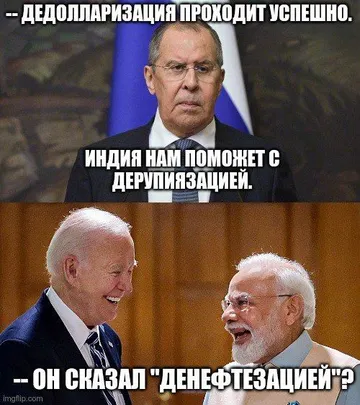 -- ДЕДОЛЛАРИЗАЦИЯ ПРОХОДИТ УСПЕШНО.
ИНДИЯ НАМ ПОМОЖЕТ С
ДЕРУПИЯЗАЦИЕЙ.
-- ОН СКАЗАЛ "ДЕНЕФТЕЗАЦИЕЙ"?
imgflip.com